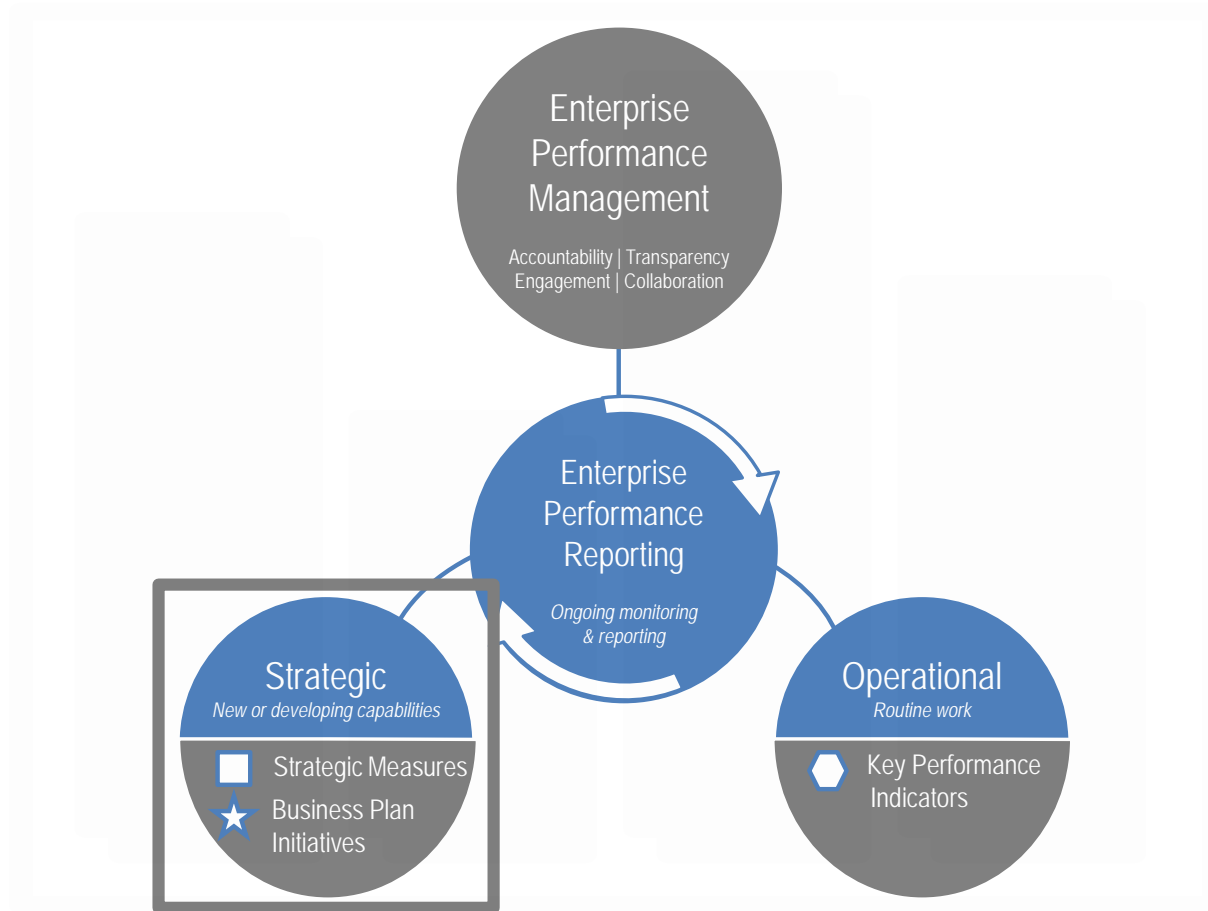 Enterprise
Performance
Management
Accountability | Transparency
Engagement | Collaboration
Enterprise
Performance
Reporting
Ongoing monitoring
& reporting
Strategic
New or developing capabilities
Strategic Measures
Business Plan
Initiatives
Operational
Routine work
Key Performance
Indicators